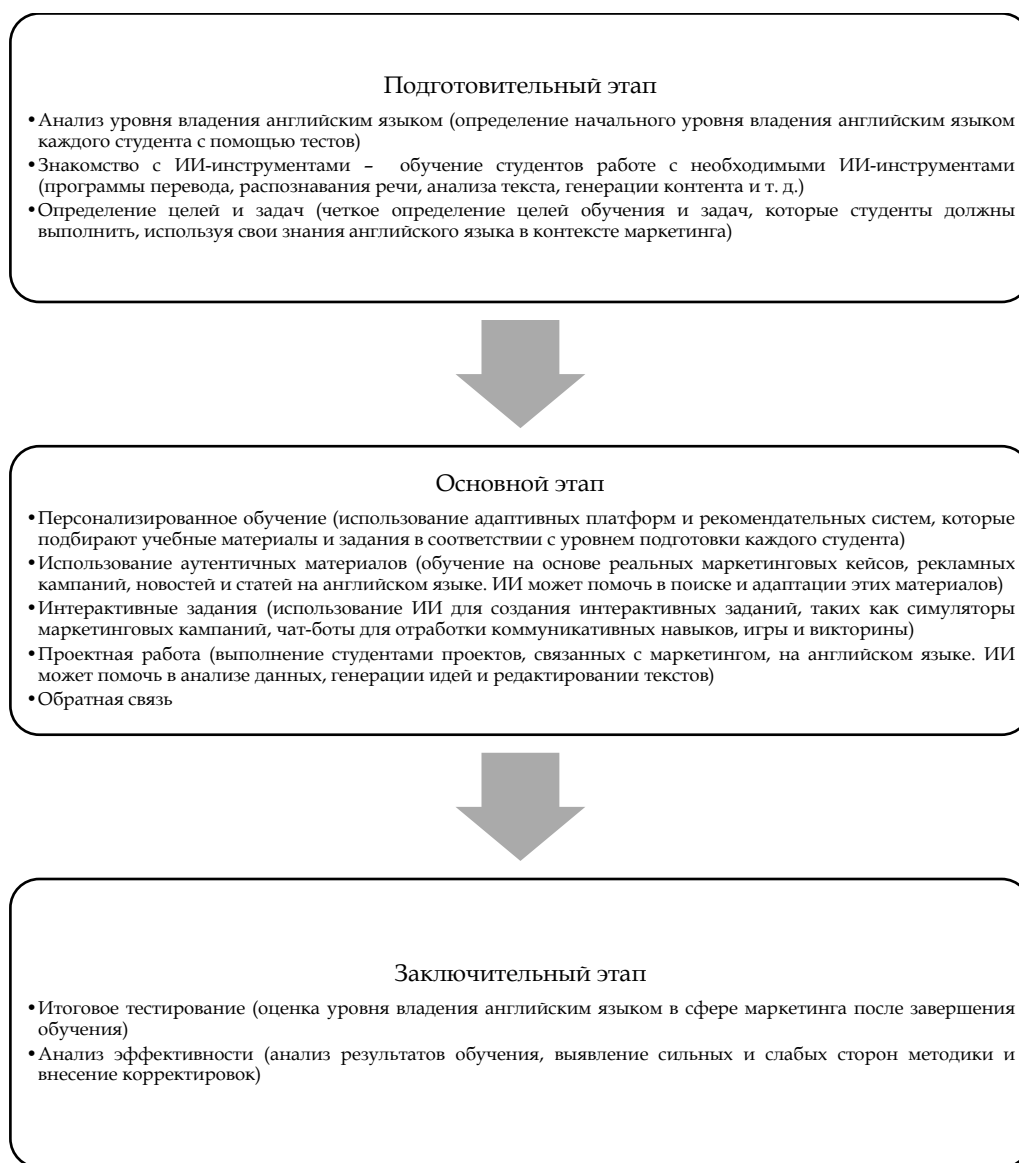 Подготовительный этап
•Анализ уровня владения английским языком (определение начального уровня владения английским языком
каждого студента с помощью тестов)
•Знакомство с ИИ-инструментами – обучение студентов работе с необходимыми ИИ-инструментами
(программы перевода, распознавания речи, анализа текста, генерации контента и т. д.)
•Определение целей и задач (четкое определение целей обучения и задач, которые студенты должны
выполнить, используя свои знания английского языка в контексте маркетинга)
Основной этап
•Персонализированное обучение (использование адаптивных платформ и рекомендательных систем, которые
подбирают учебные материалы и задания в соответствии с уровнем подготовки каждого студента)
•Использование аутентичных материалов (обучение на основе реальных маркетинговых кейсов, рекламных
кампаний, новостей и статей на английском языке. ИИ может помочь в поиске и адаптации этих материалов)
•Интерактивные задания (использование ИИ для создания интерактивных заданий, таких как симуляторы
маркетинговых кампаний, чат-боты для отработки коммуникативных навыков, игры и викторины)
•Проектная работа (выполнение студентами проектов, связанных с маркетингом, на английском языке. ИИ
может помочь в анализе данных, генерации идей и редактировании текстов)
•Обратная связь
Заключительный этап
•Итоговое тестирование (оценка уровня владения английским языком в сфере маркетинга после завершения
обучения)
•Анализ эффективности (анализ результатов обучения, выявление сильных и слабых сторон методики и
внесение корректировок)